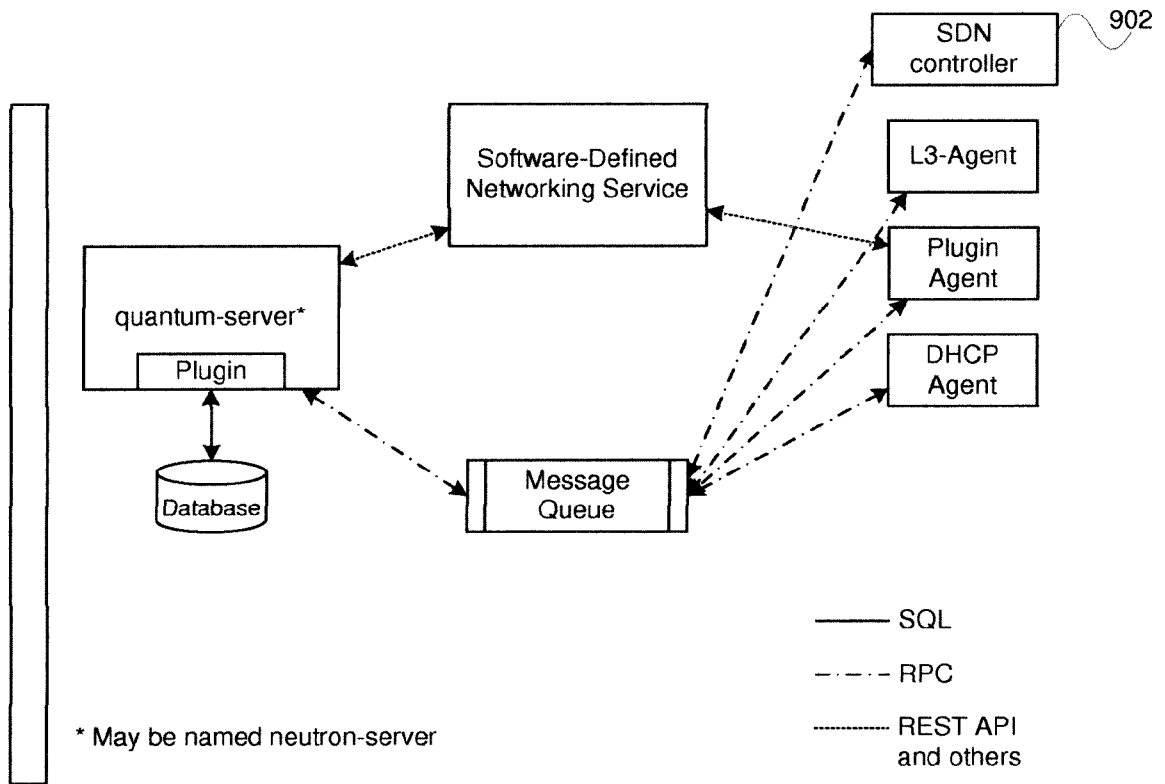 902
SDN
controller
L3-Agent
Software-Defined
Networking Service
Plugin
Agent
quantum-server*
Plugin
DHCP
Agent
Message
Queue
Database
SQL
RPC
REST API
and others
* May be named neutron-server